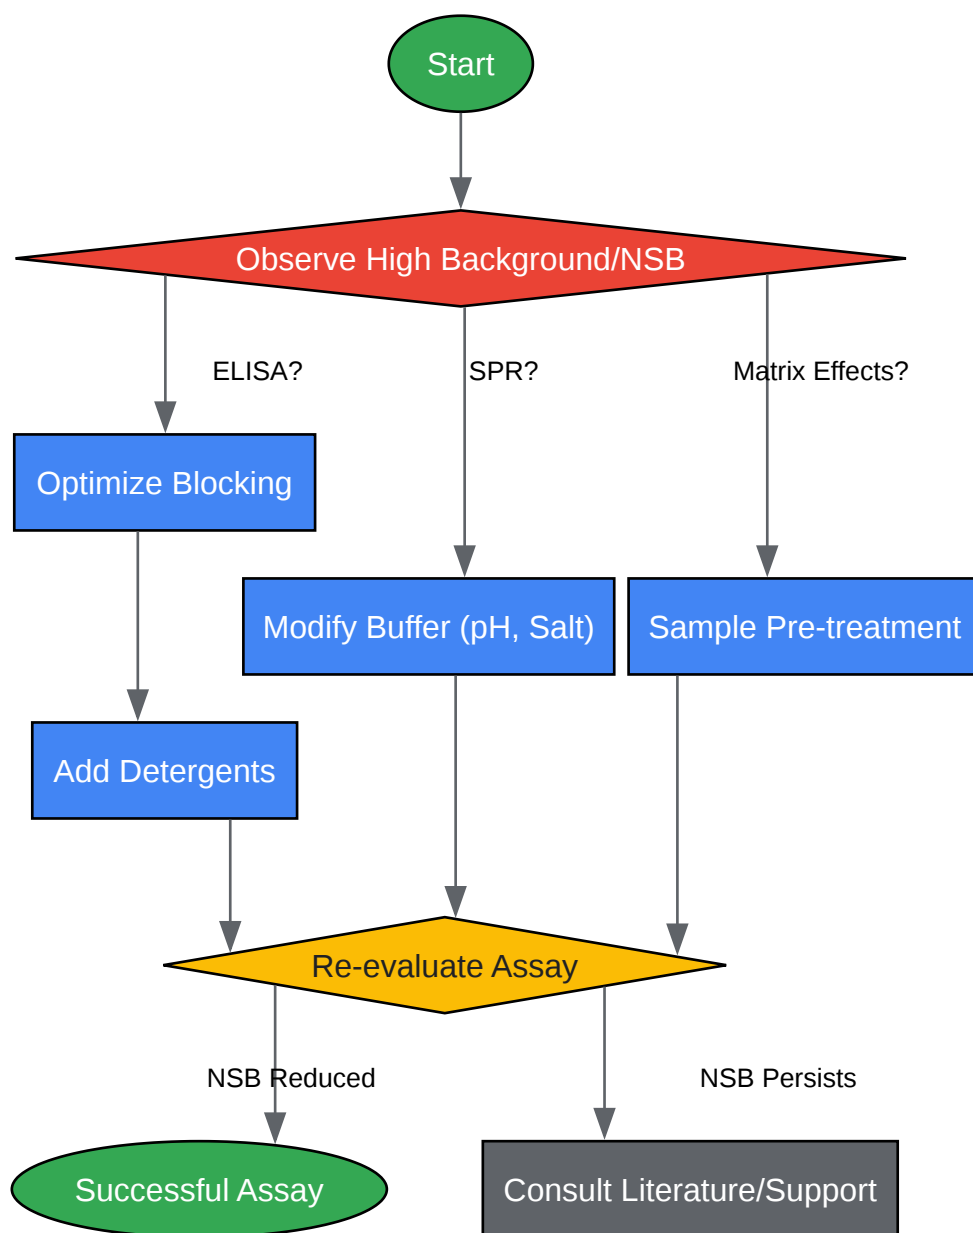 Start
Observe High Background/NSB
ELISA?
SPR?
Matrix Effects?
Optimize Blocking
Modify Buffer (pH, Salt)
Sample Pre-treatment
Add Detergents
Re-evaluate Assay
NSB Reduced
NSB Persists
Successful Assay
Consult Literature/Support